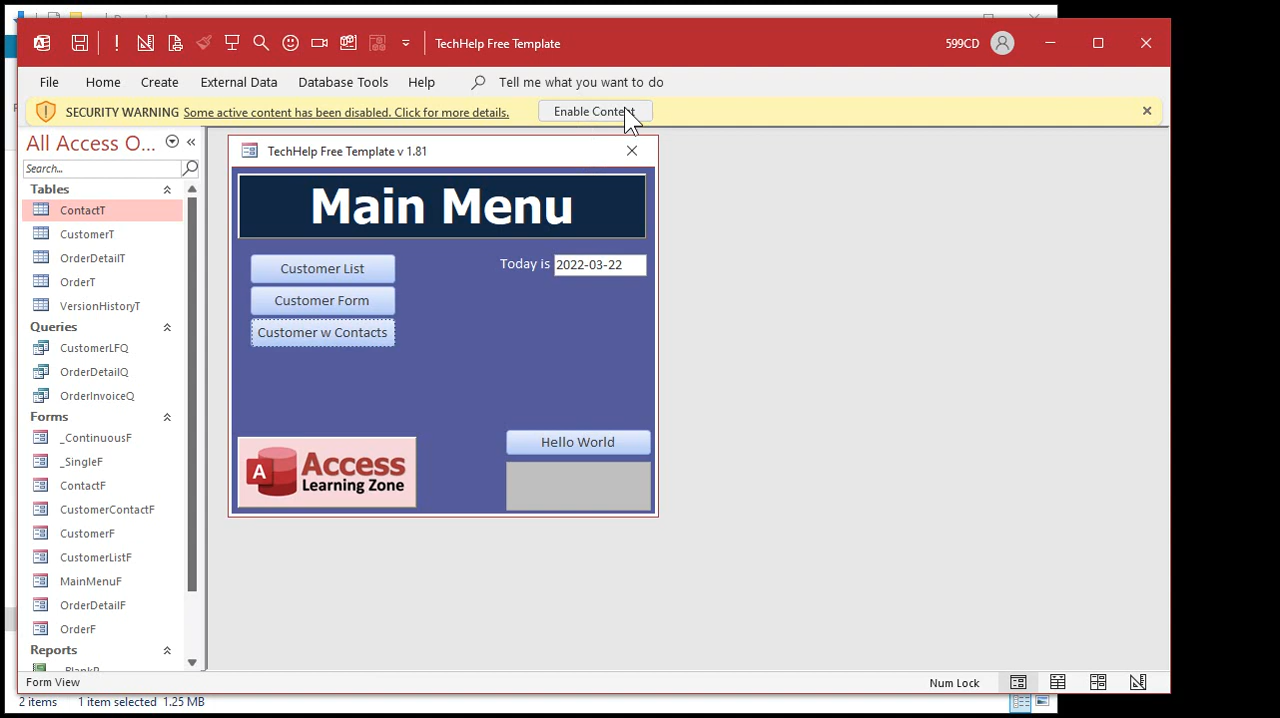 TechHelp Free Template
599CD
File Home Create External Data Database Tools Help Tell me what you want to do
SECURITY WARNING Some active content has been disabled. Click for more details. Enable Content
All Access O...
Search...
Tables
ContactT
CustomerT
OrderDetailT
OrderT
VersionHistoryT
Queries
CustomerLFQ
OrderDetailQ
OrderInvoiceQ
Forms
_ContinuousF
_SingleF
ContactF
CustomerContactF
CustomerF
CustomerListF
MainMenuF
OrderDetailF
OrderF
Reports
_BlankR
TechHelp Free Template v 1.81
Main Menu
Customer List
Today is 2022-03-22
Customer Form
Customer w Contacts
Hello World
A Access
Learning Zone
Form View
Num Lock
2 items 1 item selected 1.25 MB